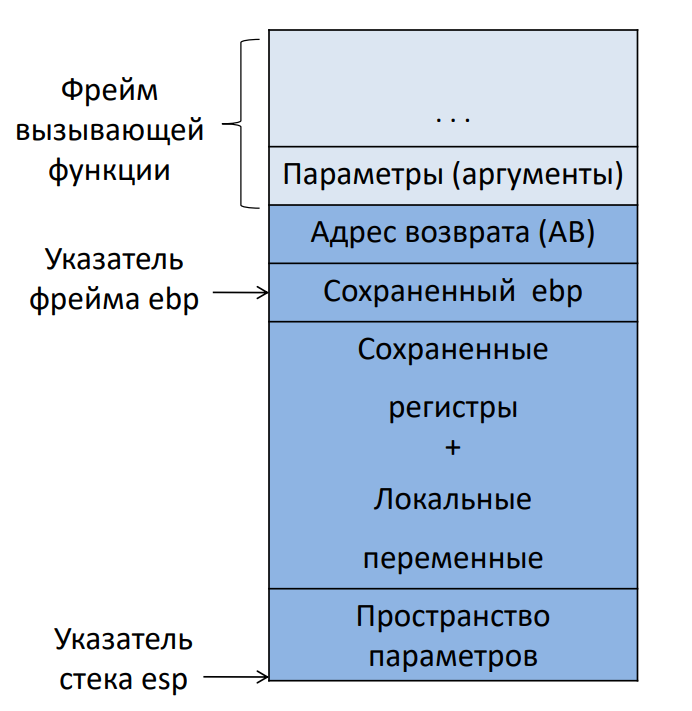 Фрейм
вызывающей
функции
. . .
Параметры (аргументы)
Адрес возврата (АВ)
Указатель
фрейма ebp
Сохраненный ebp
Сохраненные
регистры
+
Локальные
переменные
Пространство
параметров
Указатель
стека esp